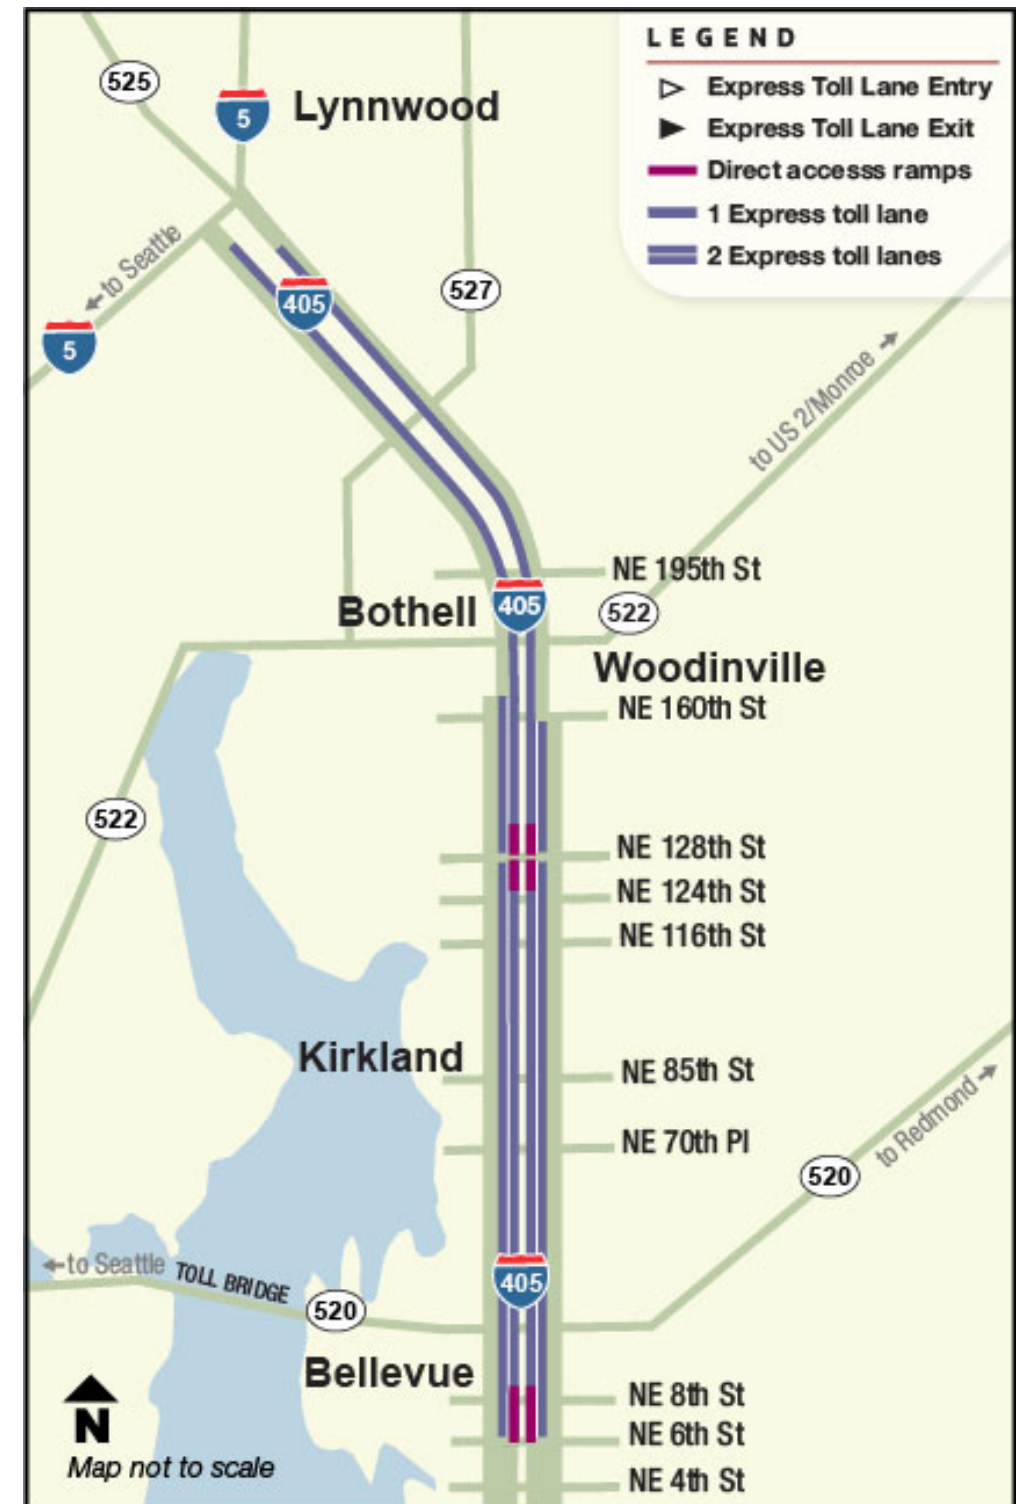 LEGEND
Express Toll Lane Entry
Express Toll Lane Exit
Direct accesss ramps
1 Express toll lane
2 Express toll lanes
525
5
Lynnwood
to Seattle
405
527
5
to US 2/Monroe
NE 195th St
Bothell
405
522
Woodinville
NE 160th St
522
NE 128th St
NE 124th St
NE 116th St
Kirkland
NE 85th St
NE 70th Pl
to Redmond
520
to Seattle
TOLL BRIDGE
405
520
Bellevue
NE 8th St
N
NE 6th St
Map not to scale
NE 4th St